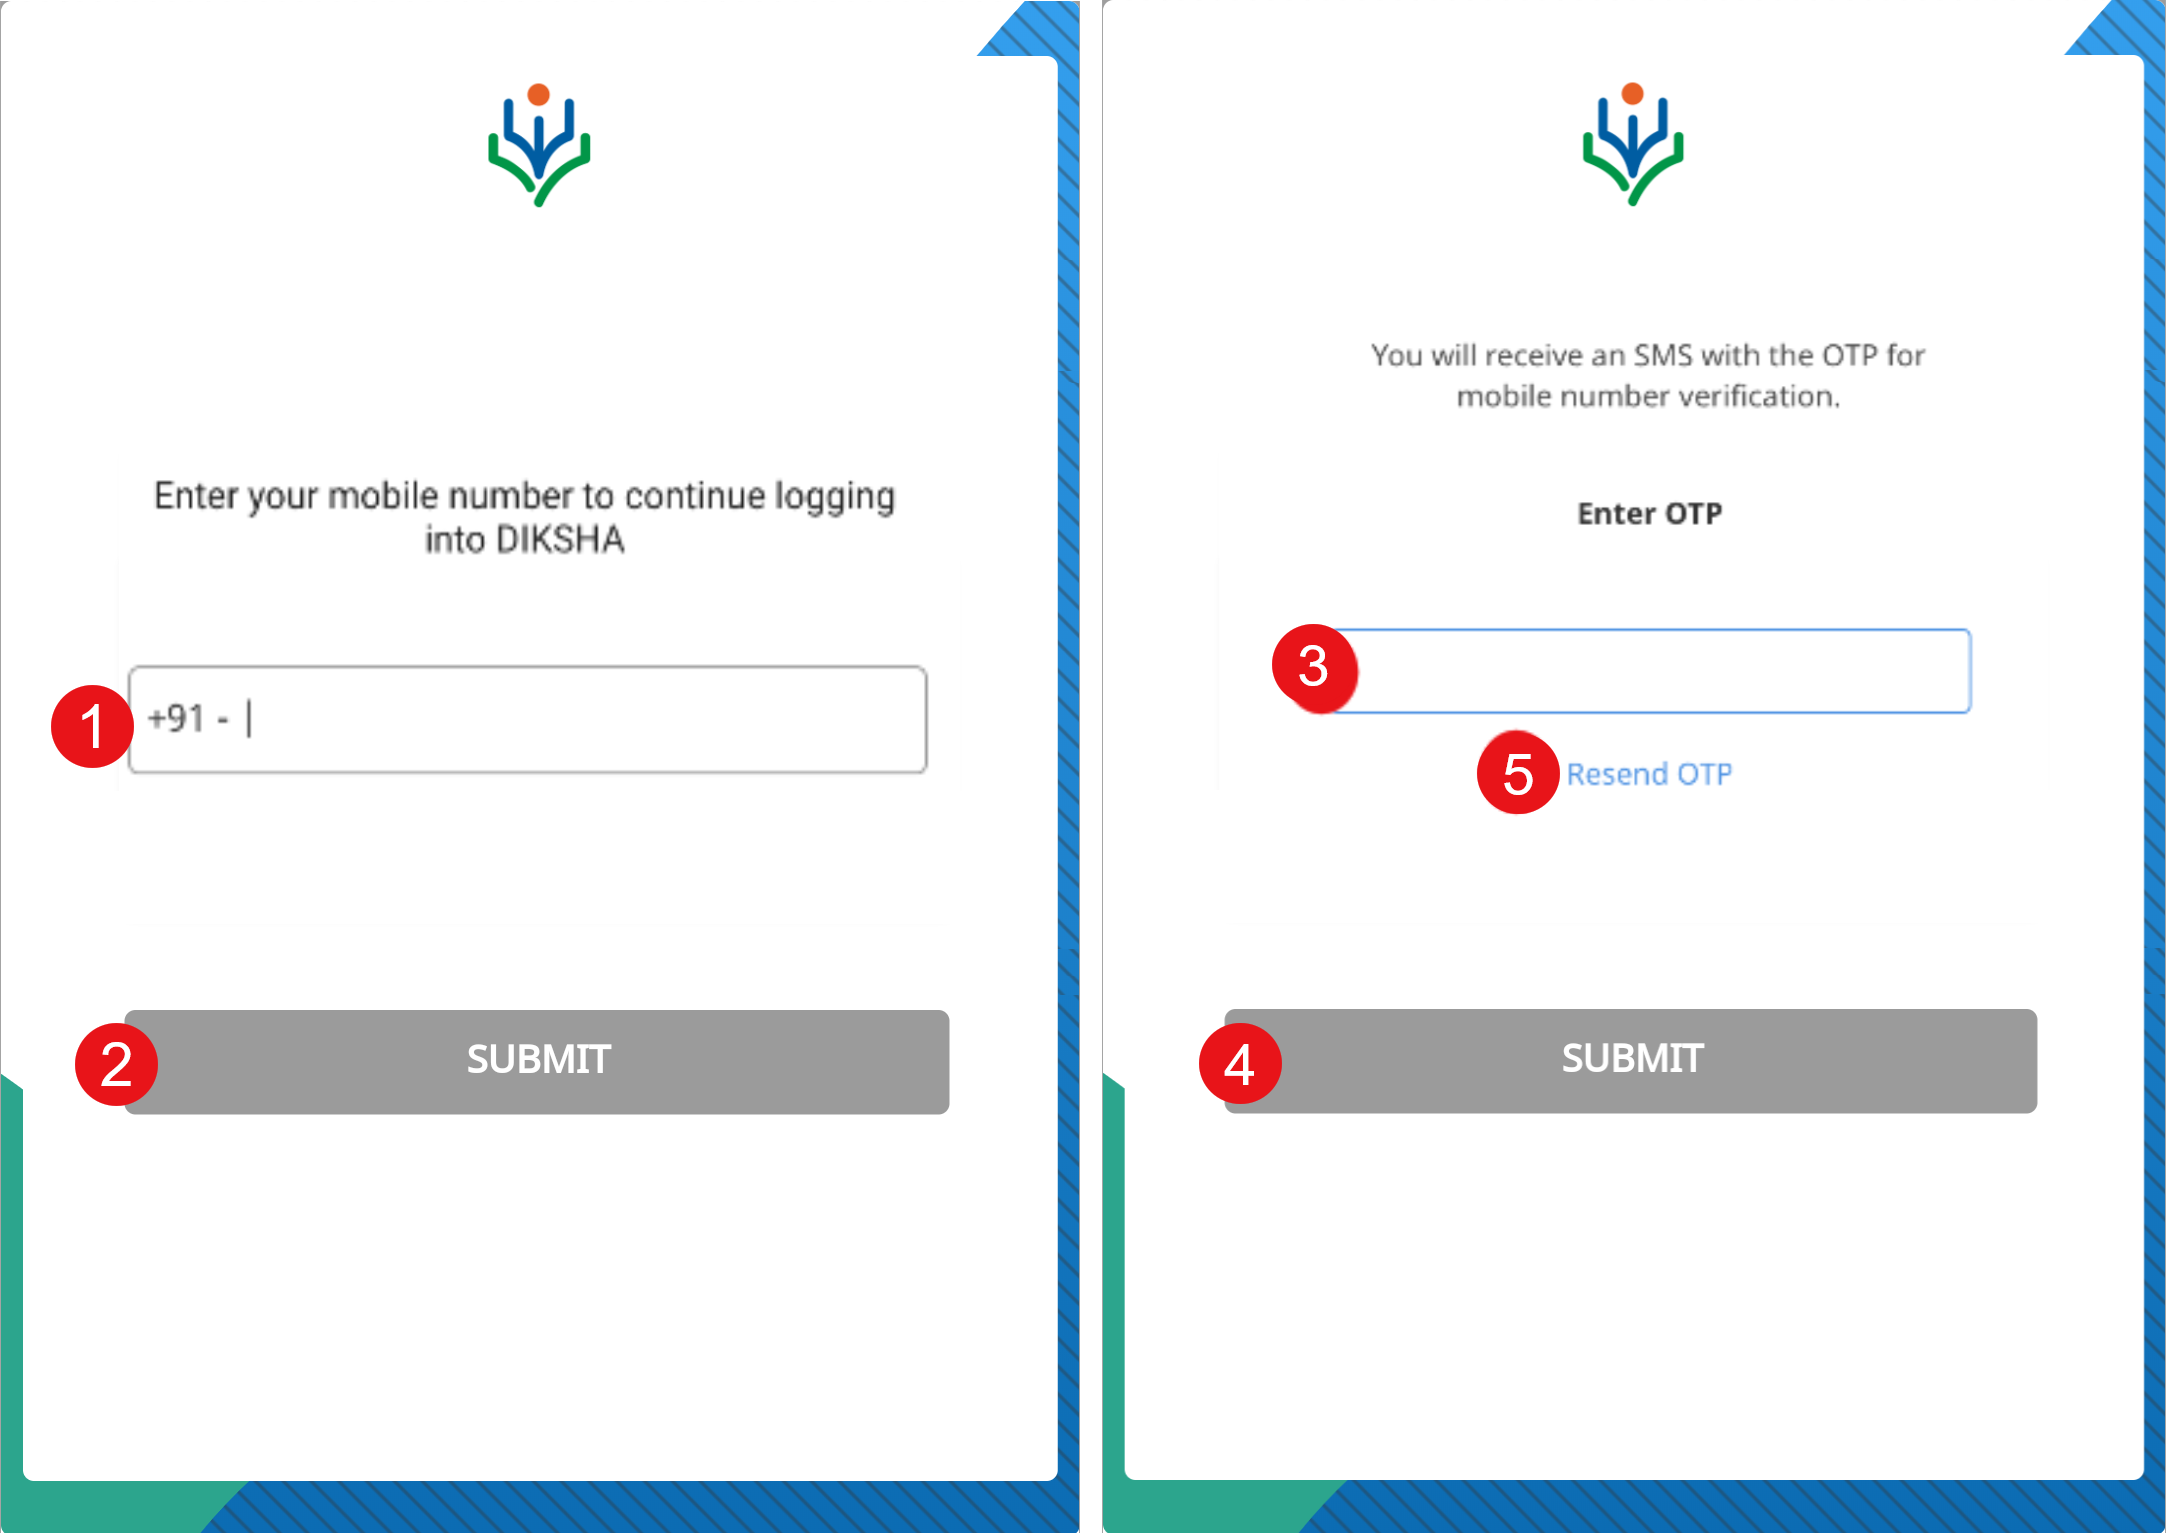 Enter your mobile number to continue logging
into DIKSHA
1 +91 -
2 SUBMIT
You will receive an SMS with the OTP for
mobile number verification.
Enter OTP
3
5 Resend OTP
4 SUBMIT